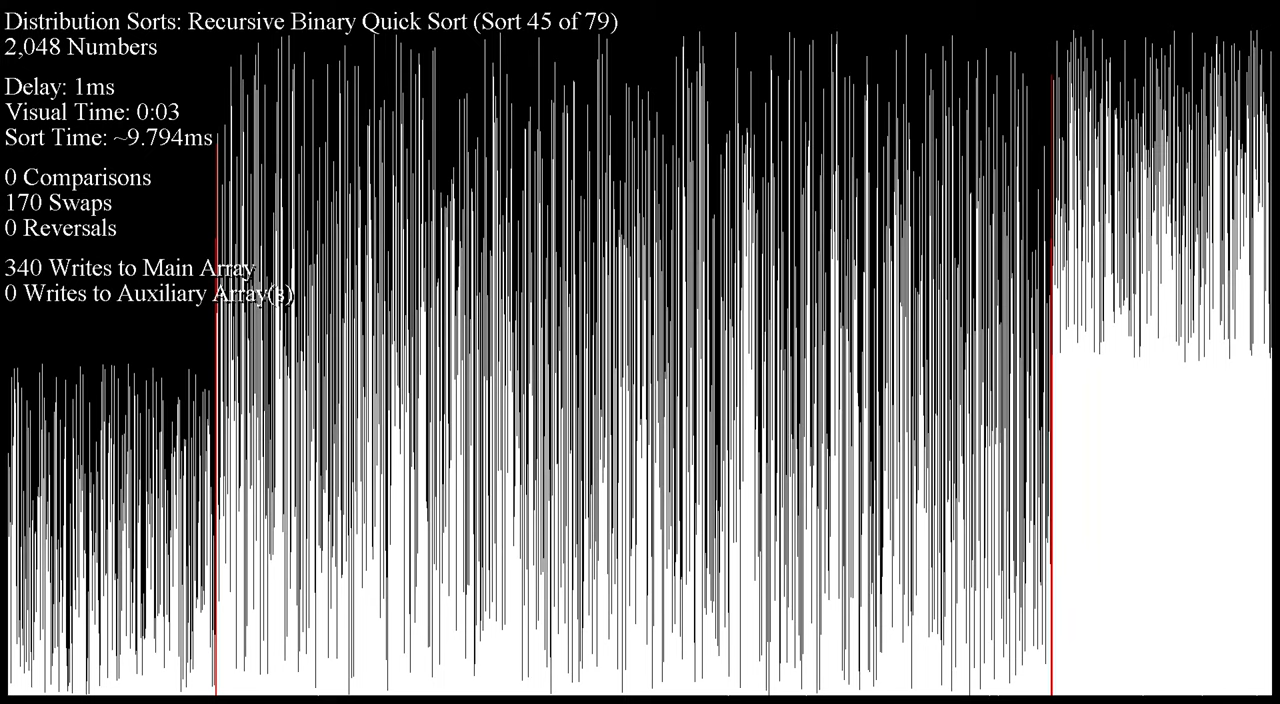 Distribution Sorts: Recursive Binary Quick Sort (Sort 45 of 79)
2,048 Numbers
Delay: 1ms
Visual Time: 0:03
Sort Time: ~9.794ms
0 Comparisons
170 Swaps
0 Reversals
340 Writes to Main Array
0 Writes to Auxiliary Array(s)